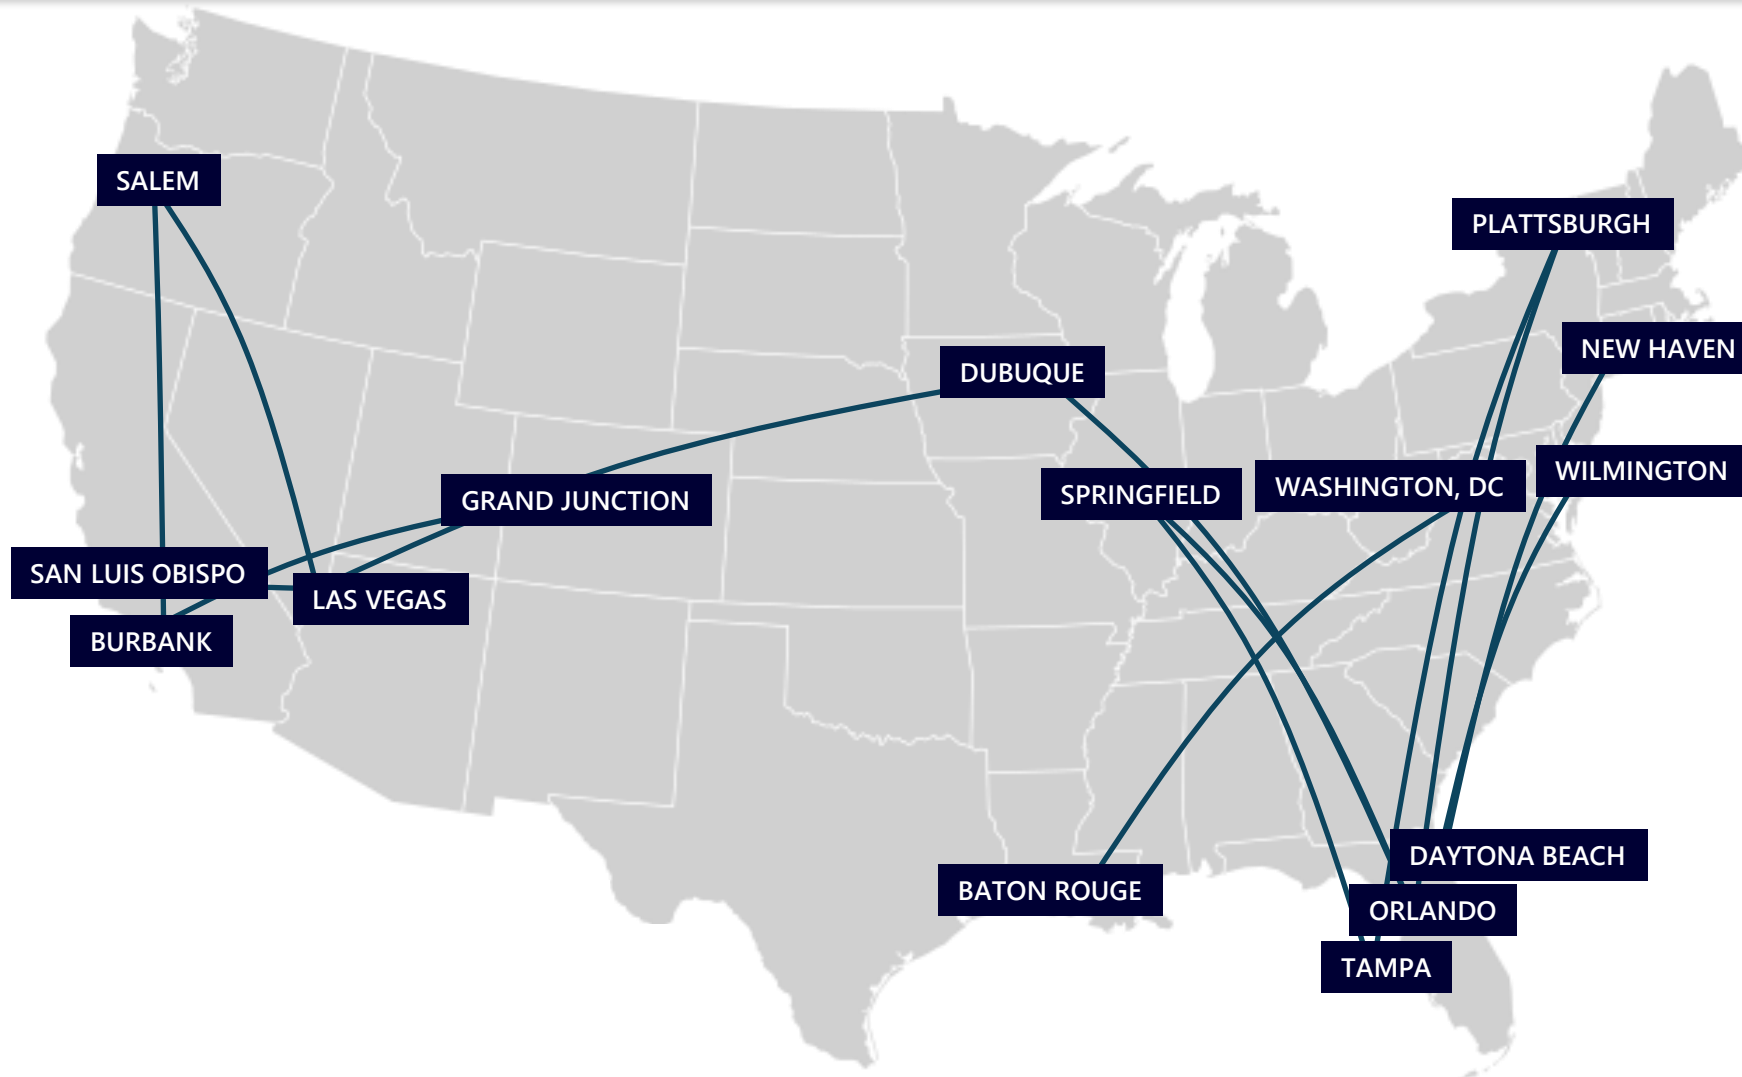 SALEM
PLATTSBURGH
NEW HAVEN
DUBUQUE
WILMINGTON
WASHINGTON, DC
SPRINGFIELD
GRAND JUNCTION
SAN LUIS OBISPO
LAS VEGAS
BURBANK
DAYTONA BEACH
BATON ROUGE
ORLANDO
TAMPA